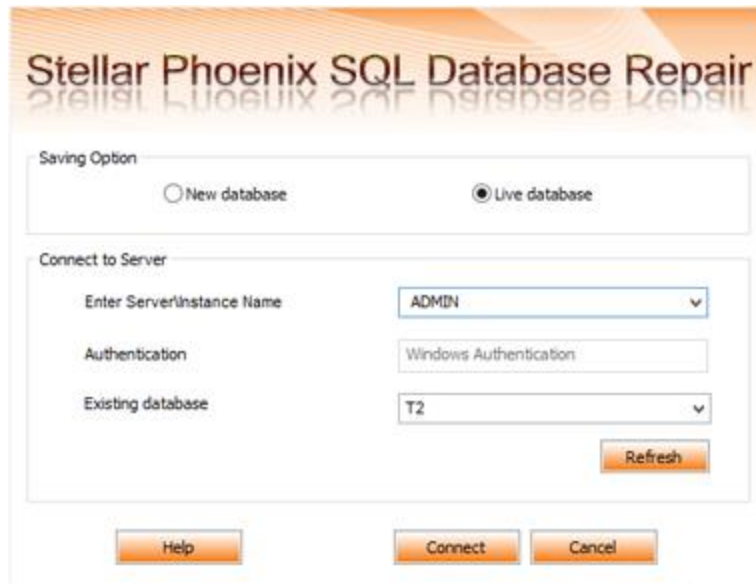 Stellar Phoenix SQL Database Repair
Saving Option
New database Live database
Connect to Server
Enter Server\Instance Name ADMIN
Authentication Windows Authentication
Existing database T2
Refresh
Help Connect Cancel